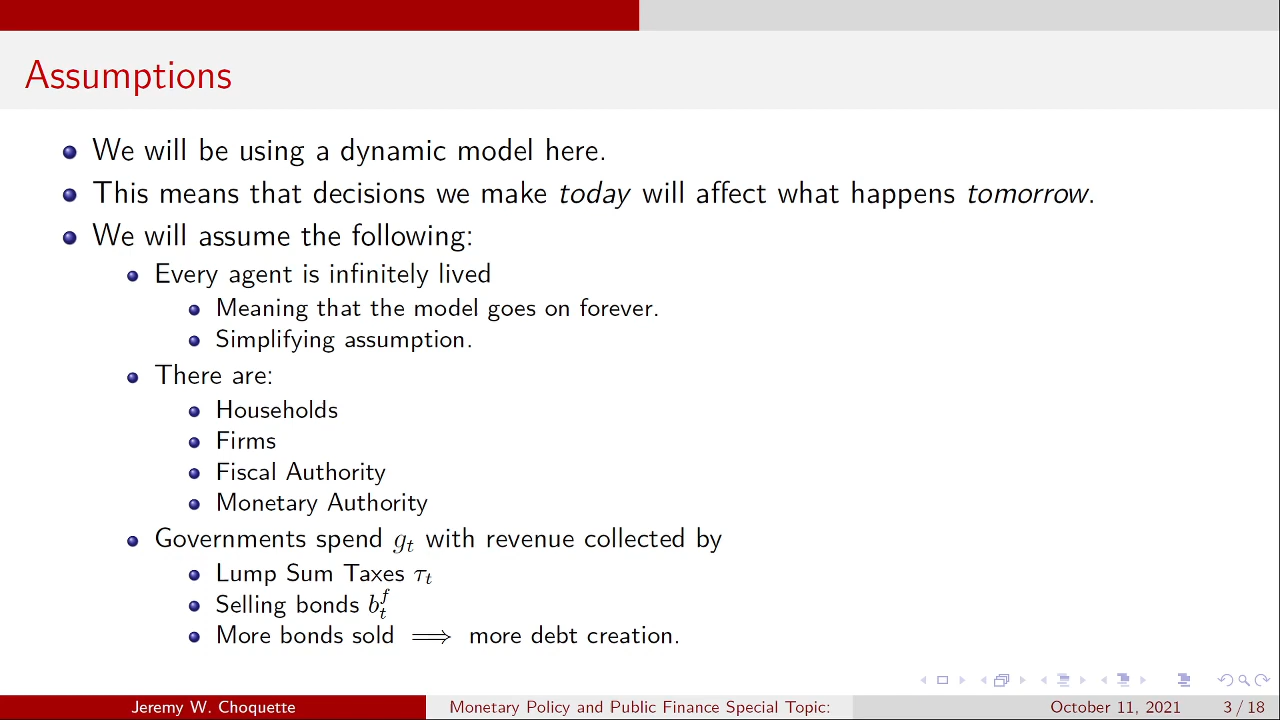 Assumptions
We will be using a dynamic model here.
This means that decisions we make today will affect what happens tomorrow.
We will assume the following:
Every agent is infinitely lived
Meaning that the model goes on forever.
Simplifying assumption.
There are:
Households
Firms
Fiscal Authority
Monetary Authority
Governments spend $g_t$ with revenue collected by
Lump Sum Taxes $\tau_t$
Selling bonds $b_t^f$
More bonds sold ⟹ more debt creation.
Jeremy W. Choquette Monetary Policy and Public Finance Special Topic: October 11, 2021 3 / 18